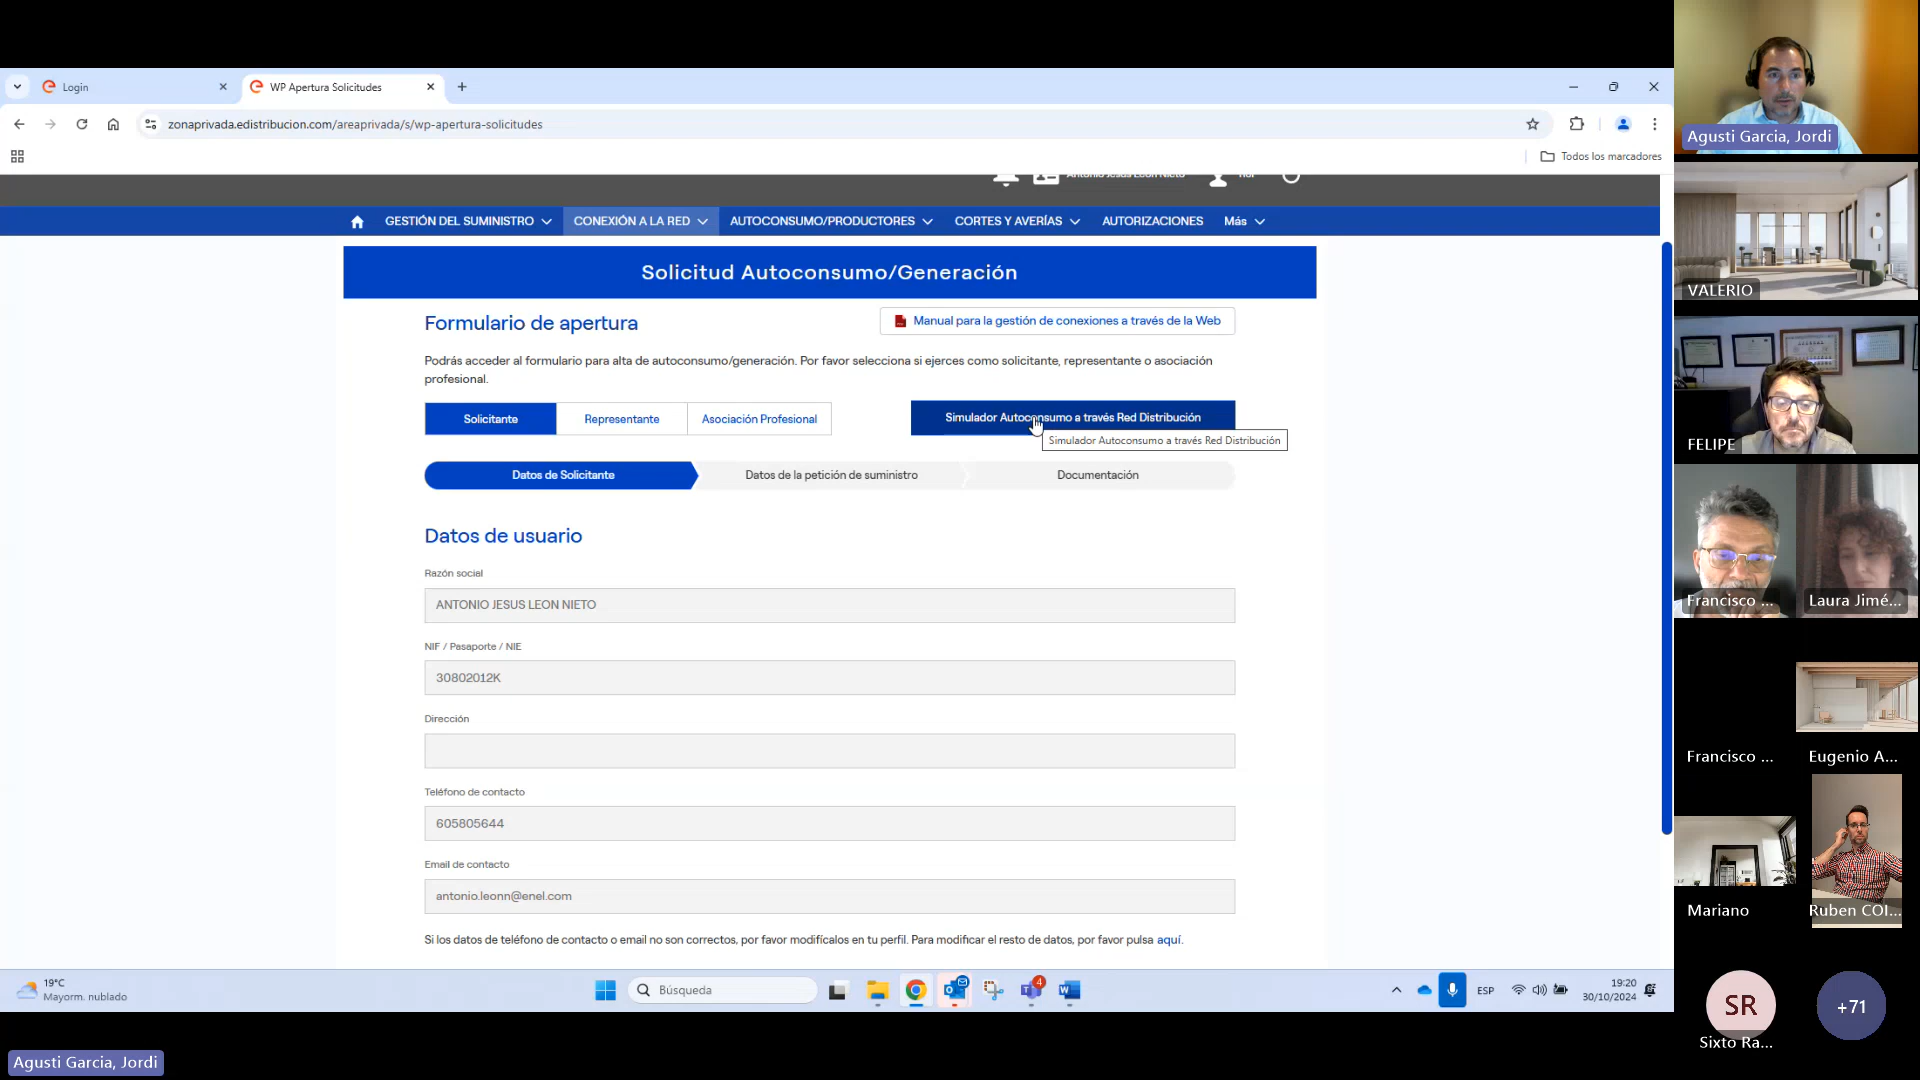 Login
WP Apertura Solicitudes
zonaprivada.edistribucion.com/areaprivada/s/wp-apertura-solicitudes
Todos los marcadores
Antonio Jesus Leon Nieto
GESTIÓN DEL SUMINISTRO
CONEXIÓN A LA RED
AUTOCONSUMO/PRODUCTORES
CORTES Y AVERÍAS
AUTORIZACIONES
Más
Solicitud Autoconsumo/Generación
Formulario de apertura
Manual para la gestión de conexiones a través de la Web
Podrás acceder al formulario para alta de autoconsumo/generación. Por favor selecciona si ejerces como solicitante, representante o asociación
profesional.
Solicitante
Representante
Asociación Profesional
Simulador Autoconsumo a través Red Distribución
Simulador Autoconsumo a través Red Distribución
Datos de Solicitante
Datos de la petición de suministro
Documentación
Datos de usuario
Razón social
ANTONIO JESUS LEON NIETO
NIF / Pasaporte / NIE
30802012K
Dirección
Teléfono de contacto
605805644
Email de contacto
antonio.leonn@enel.com
Si los datos de teléfono de contacto o email no son correctos, por favor modifícalos en tu perfil. Para modificar el resto de datos, por favor pulsa aquí.
19°C
Mayorm. nublado
Búsqueda
4
ESP
19:20
30/10/2024
Agusti Garcia, Jordi
Agusti Garcia, Jordi
VALERIO
FELIPE
Francisco ...
Laura Jimé...
Francisco ...
Eugenio A...
Mariano
Ruben COI...
SR
Sixto Ra...
+71